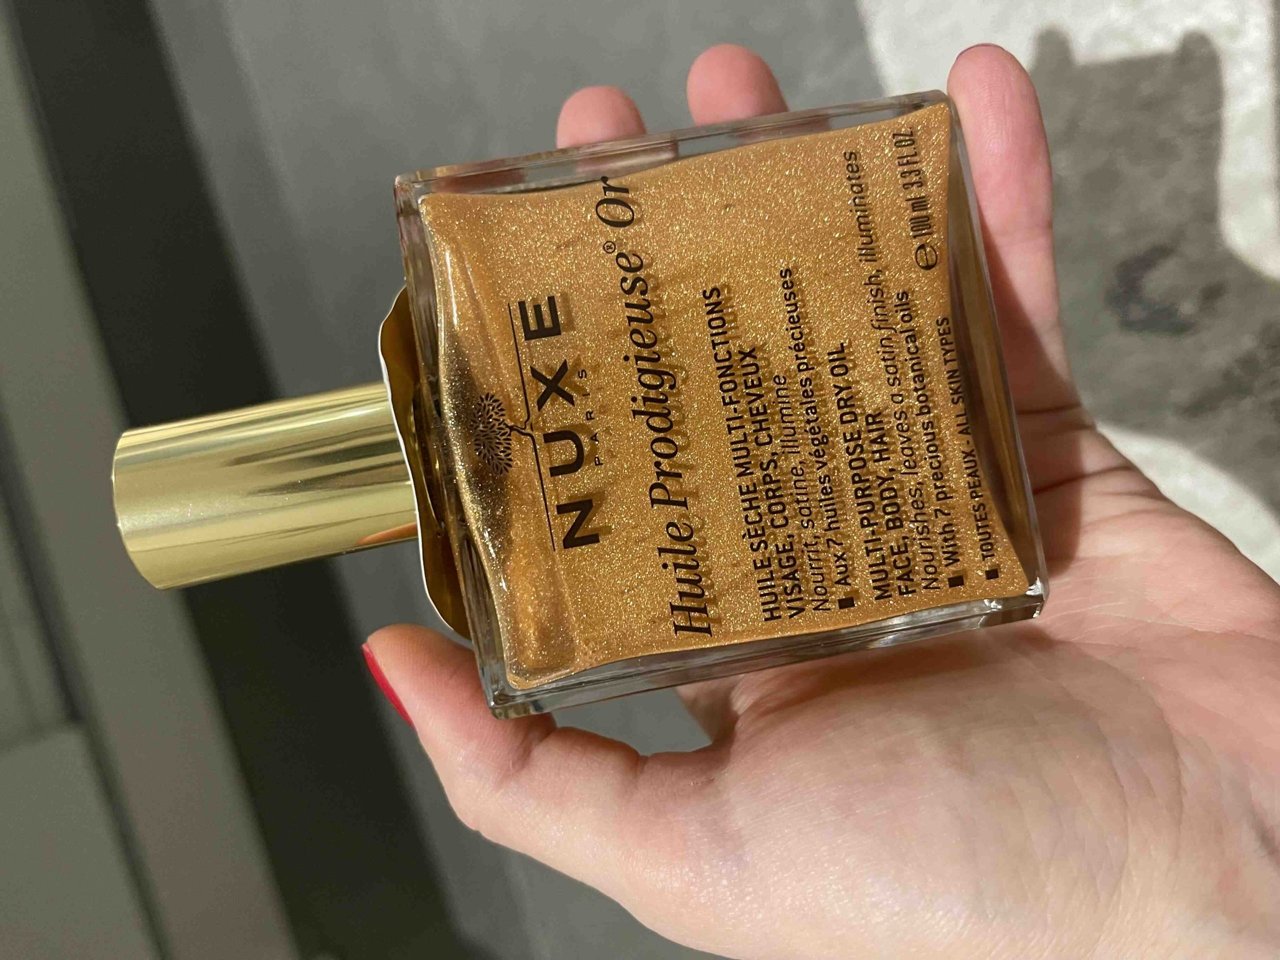 NUXE
PARIS
Huile Prodigieuse® Or
HUILE SÈCHE MULTI-FONCTIONS
VISAGE, CORPS, CHEVEUX
Nourrit, satine, illumine
■ Aux 7 huiles végétales précieuses
MULTI-PURPOSE DRY OIL
FACE, BODY, HAIR
Nourishes, leaves a satin finish, illuminates
■ With 7 precious botanical oils
■ TOUTES PEAUX - ALL SKIN TYPES
℮ 100 ml 3.3 FL.OZ